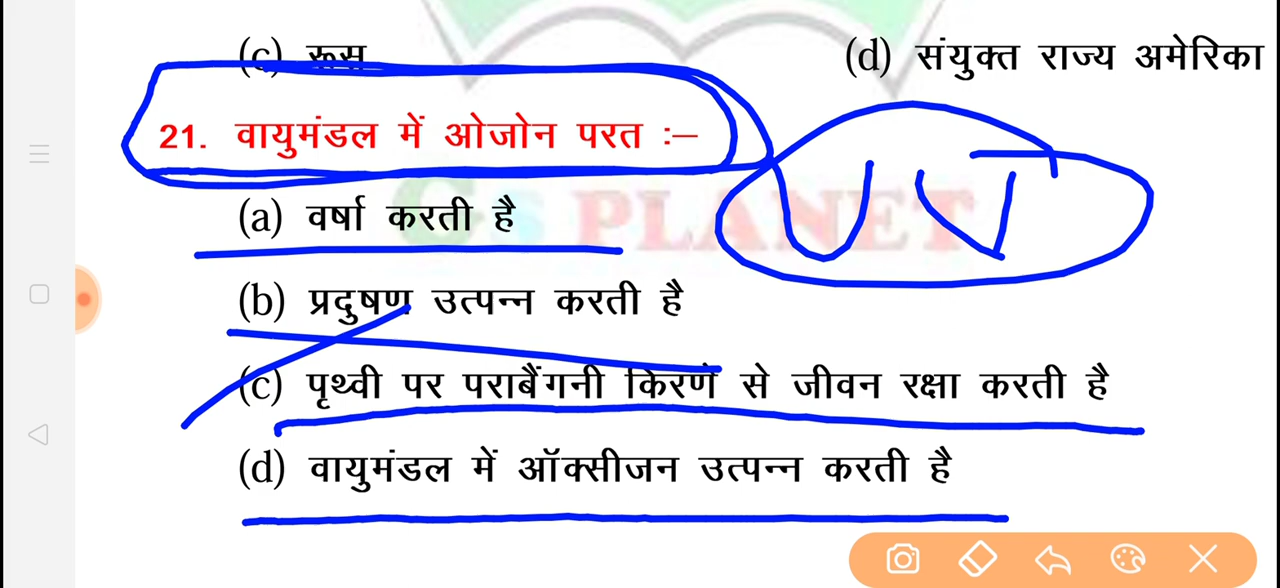 (c) रूस (d) संयुक्त राज्य अमेरिका
21. वायुमंडल में ओजोन परत :–
(a) वर्षा करती है
GS PLANET
UV
(b) प्रदुषण उत्पन्न करती है
(c) पृथ्वी पर पराबैंगनी किरणें से जीवन रक्षा करती है
(d) वायुमंडल में ऑक्सीजन उत्पन्न करती है